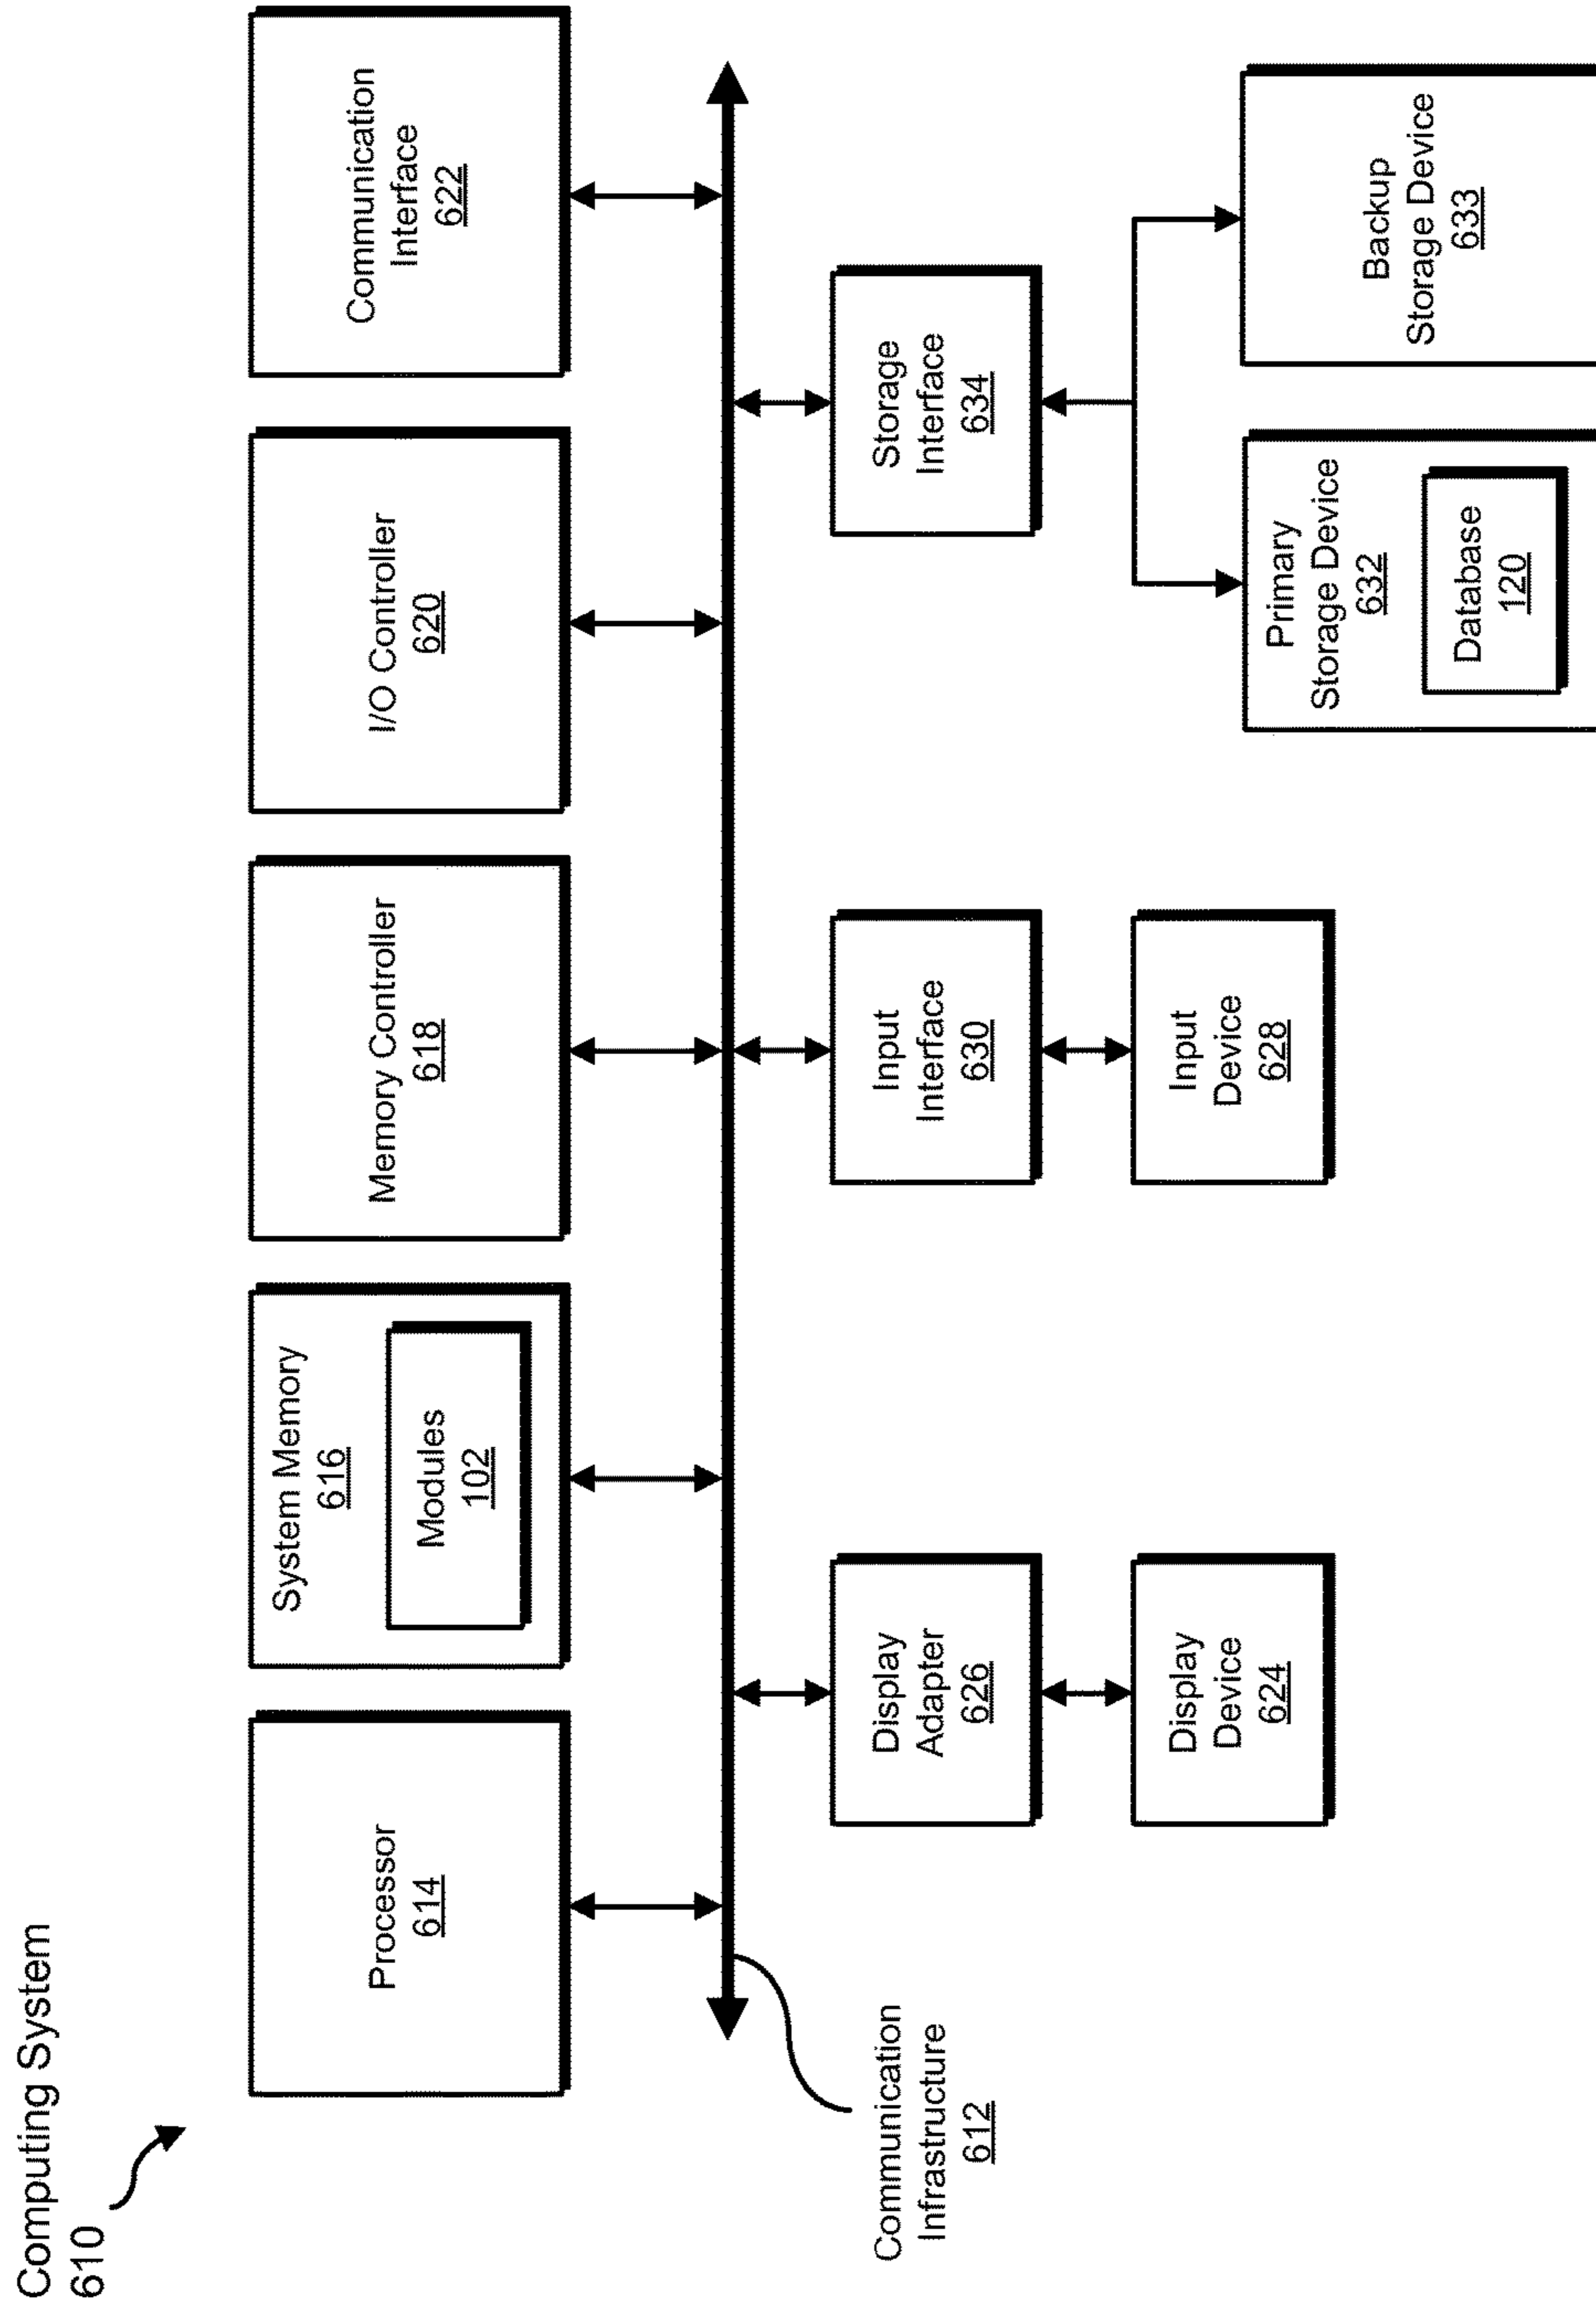 Computing System
610
Processor
614
System Memory
616
Modules
102
Memory Controller
618
I/O Controller
620
Communication
Interface
622
Communication
Infrastructure
612
Display
Adapter
626
Input
Interface
630
Storage
Interface
634
Display
Device
624
Input
Device
628
Primary
Storage Device
632
Database
120
Backup
Storage Device
633